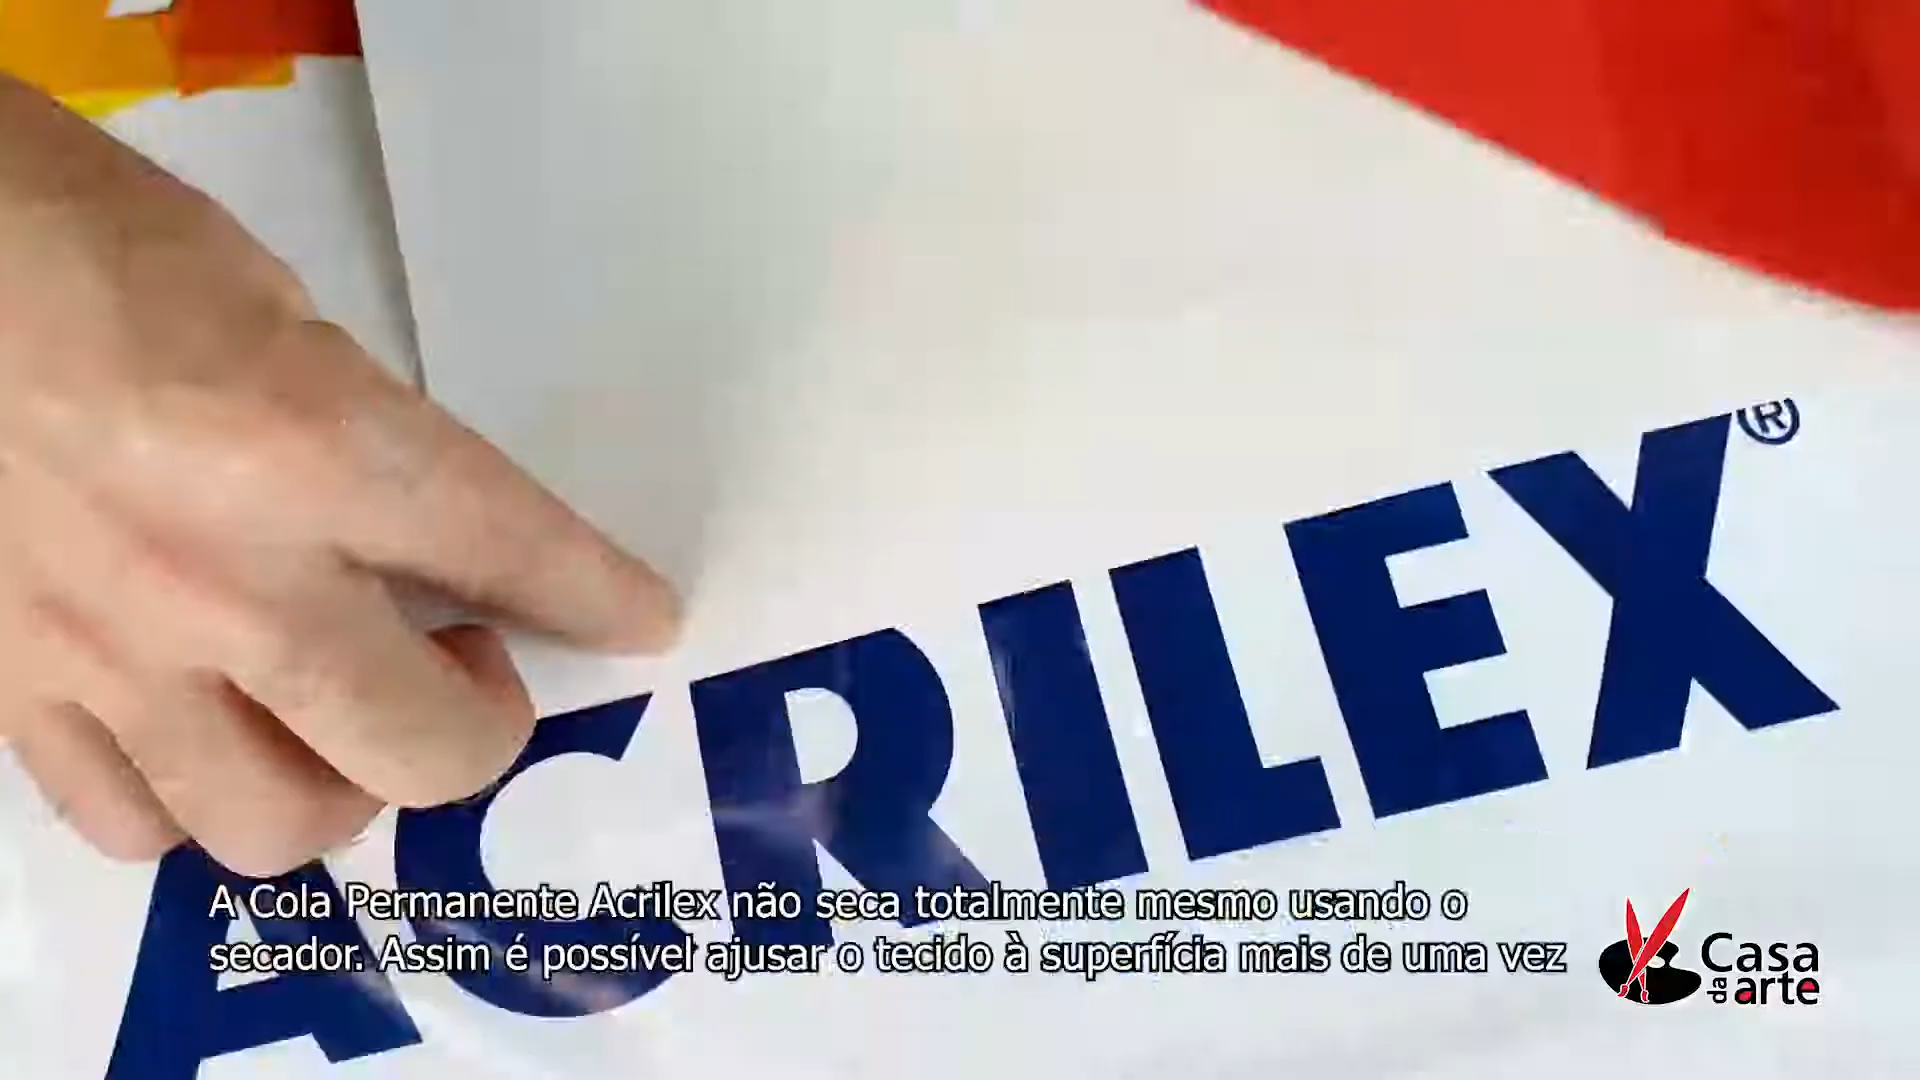 ACRILEX®
A Cola Permanente Acrilex não seca totalmente mesmo usando o
secador. Assim é possível ajusar o tecido à superfícia mais de uma vez
Casa
da arte